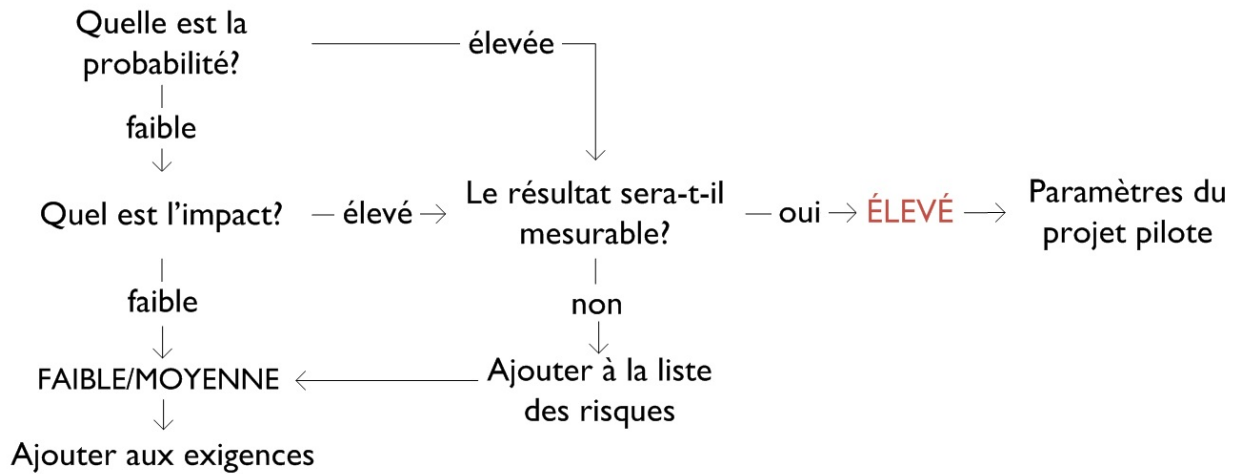 Quelle est la
probabilité?
élevée
faible
Quel est l'impact?
élevé
Le résultat sera-t-il
mesurable?
oui
ÉLEVÉ
Paramètres du
projet pilote
faible
non
FAIBLE/MOYENNE
Ajouter à la liste
des risques
Ajouter aux exigences